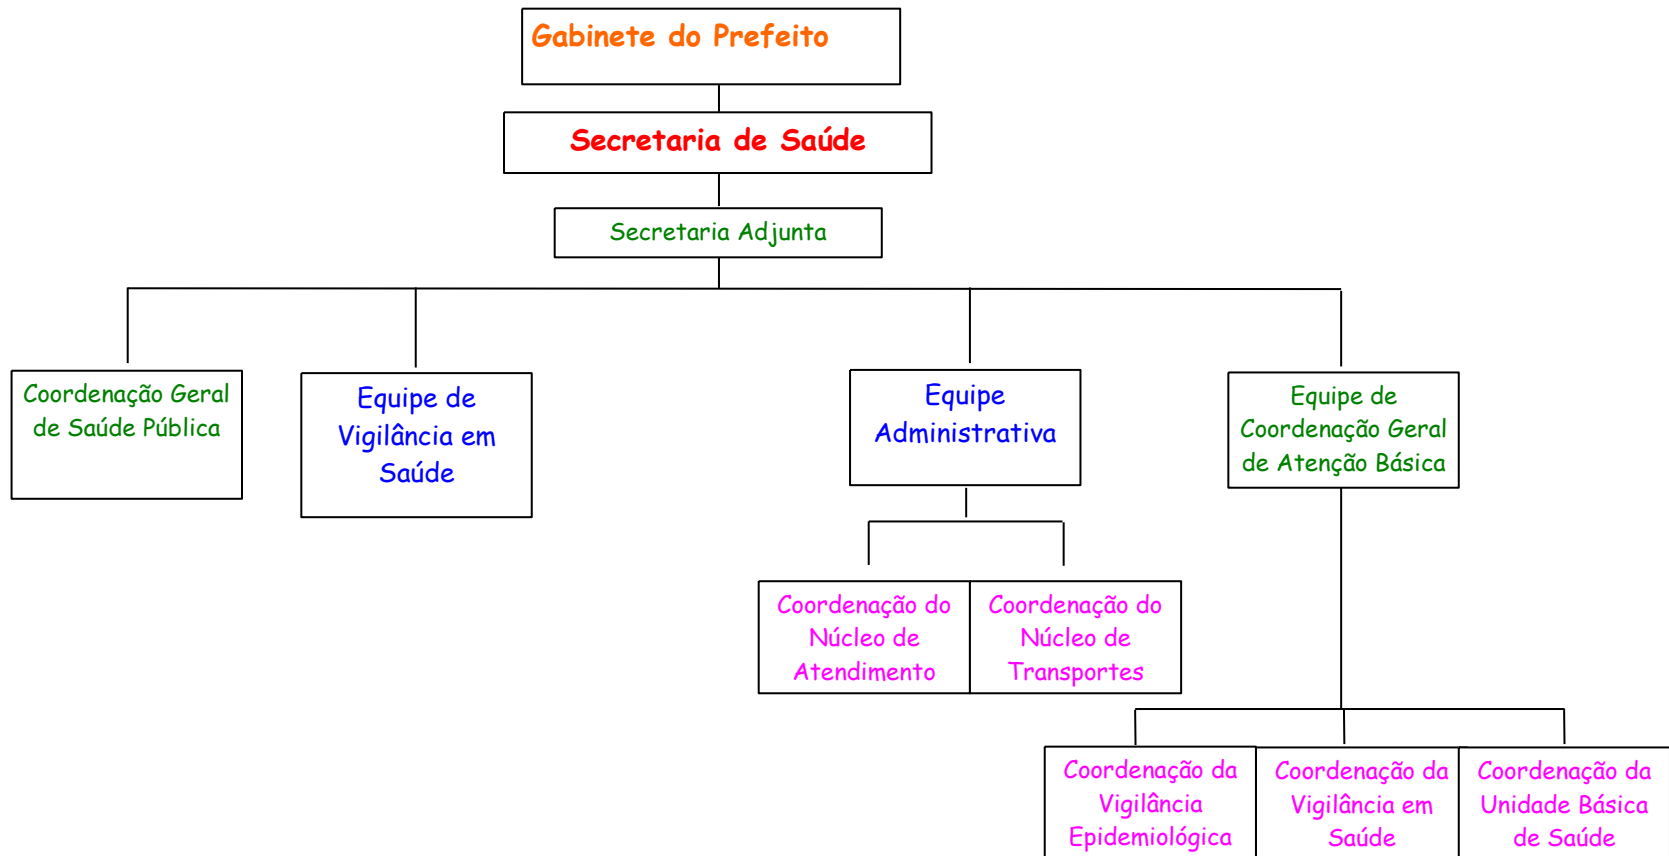 Gabinete do Prefeito
Secretaria de Saúde
Secretaria Adjunta
Coordenação Geral
de Saúde Pública
Equipe de
Vigilância em
Saúde
Equipe
Administrativa
Equipe de
Coordenação Geral
de Atenção Básica
Coordenação do
Núcleo de
Atendimento
Coordenação do
Núcleo de
Transportes
Coordenação da
Vigilância
Epidemiológica
Coordenação da
Vigilância em
Saúde
Coordenação da
Unidade Básica
de Saúde